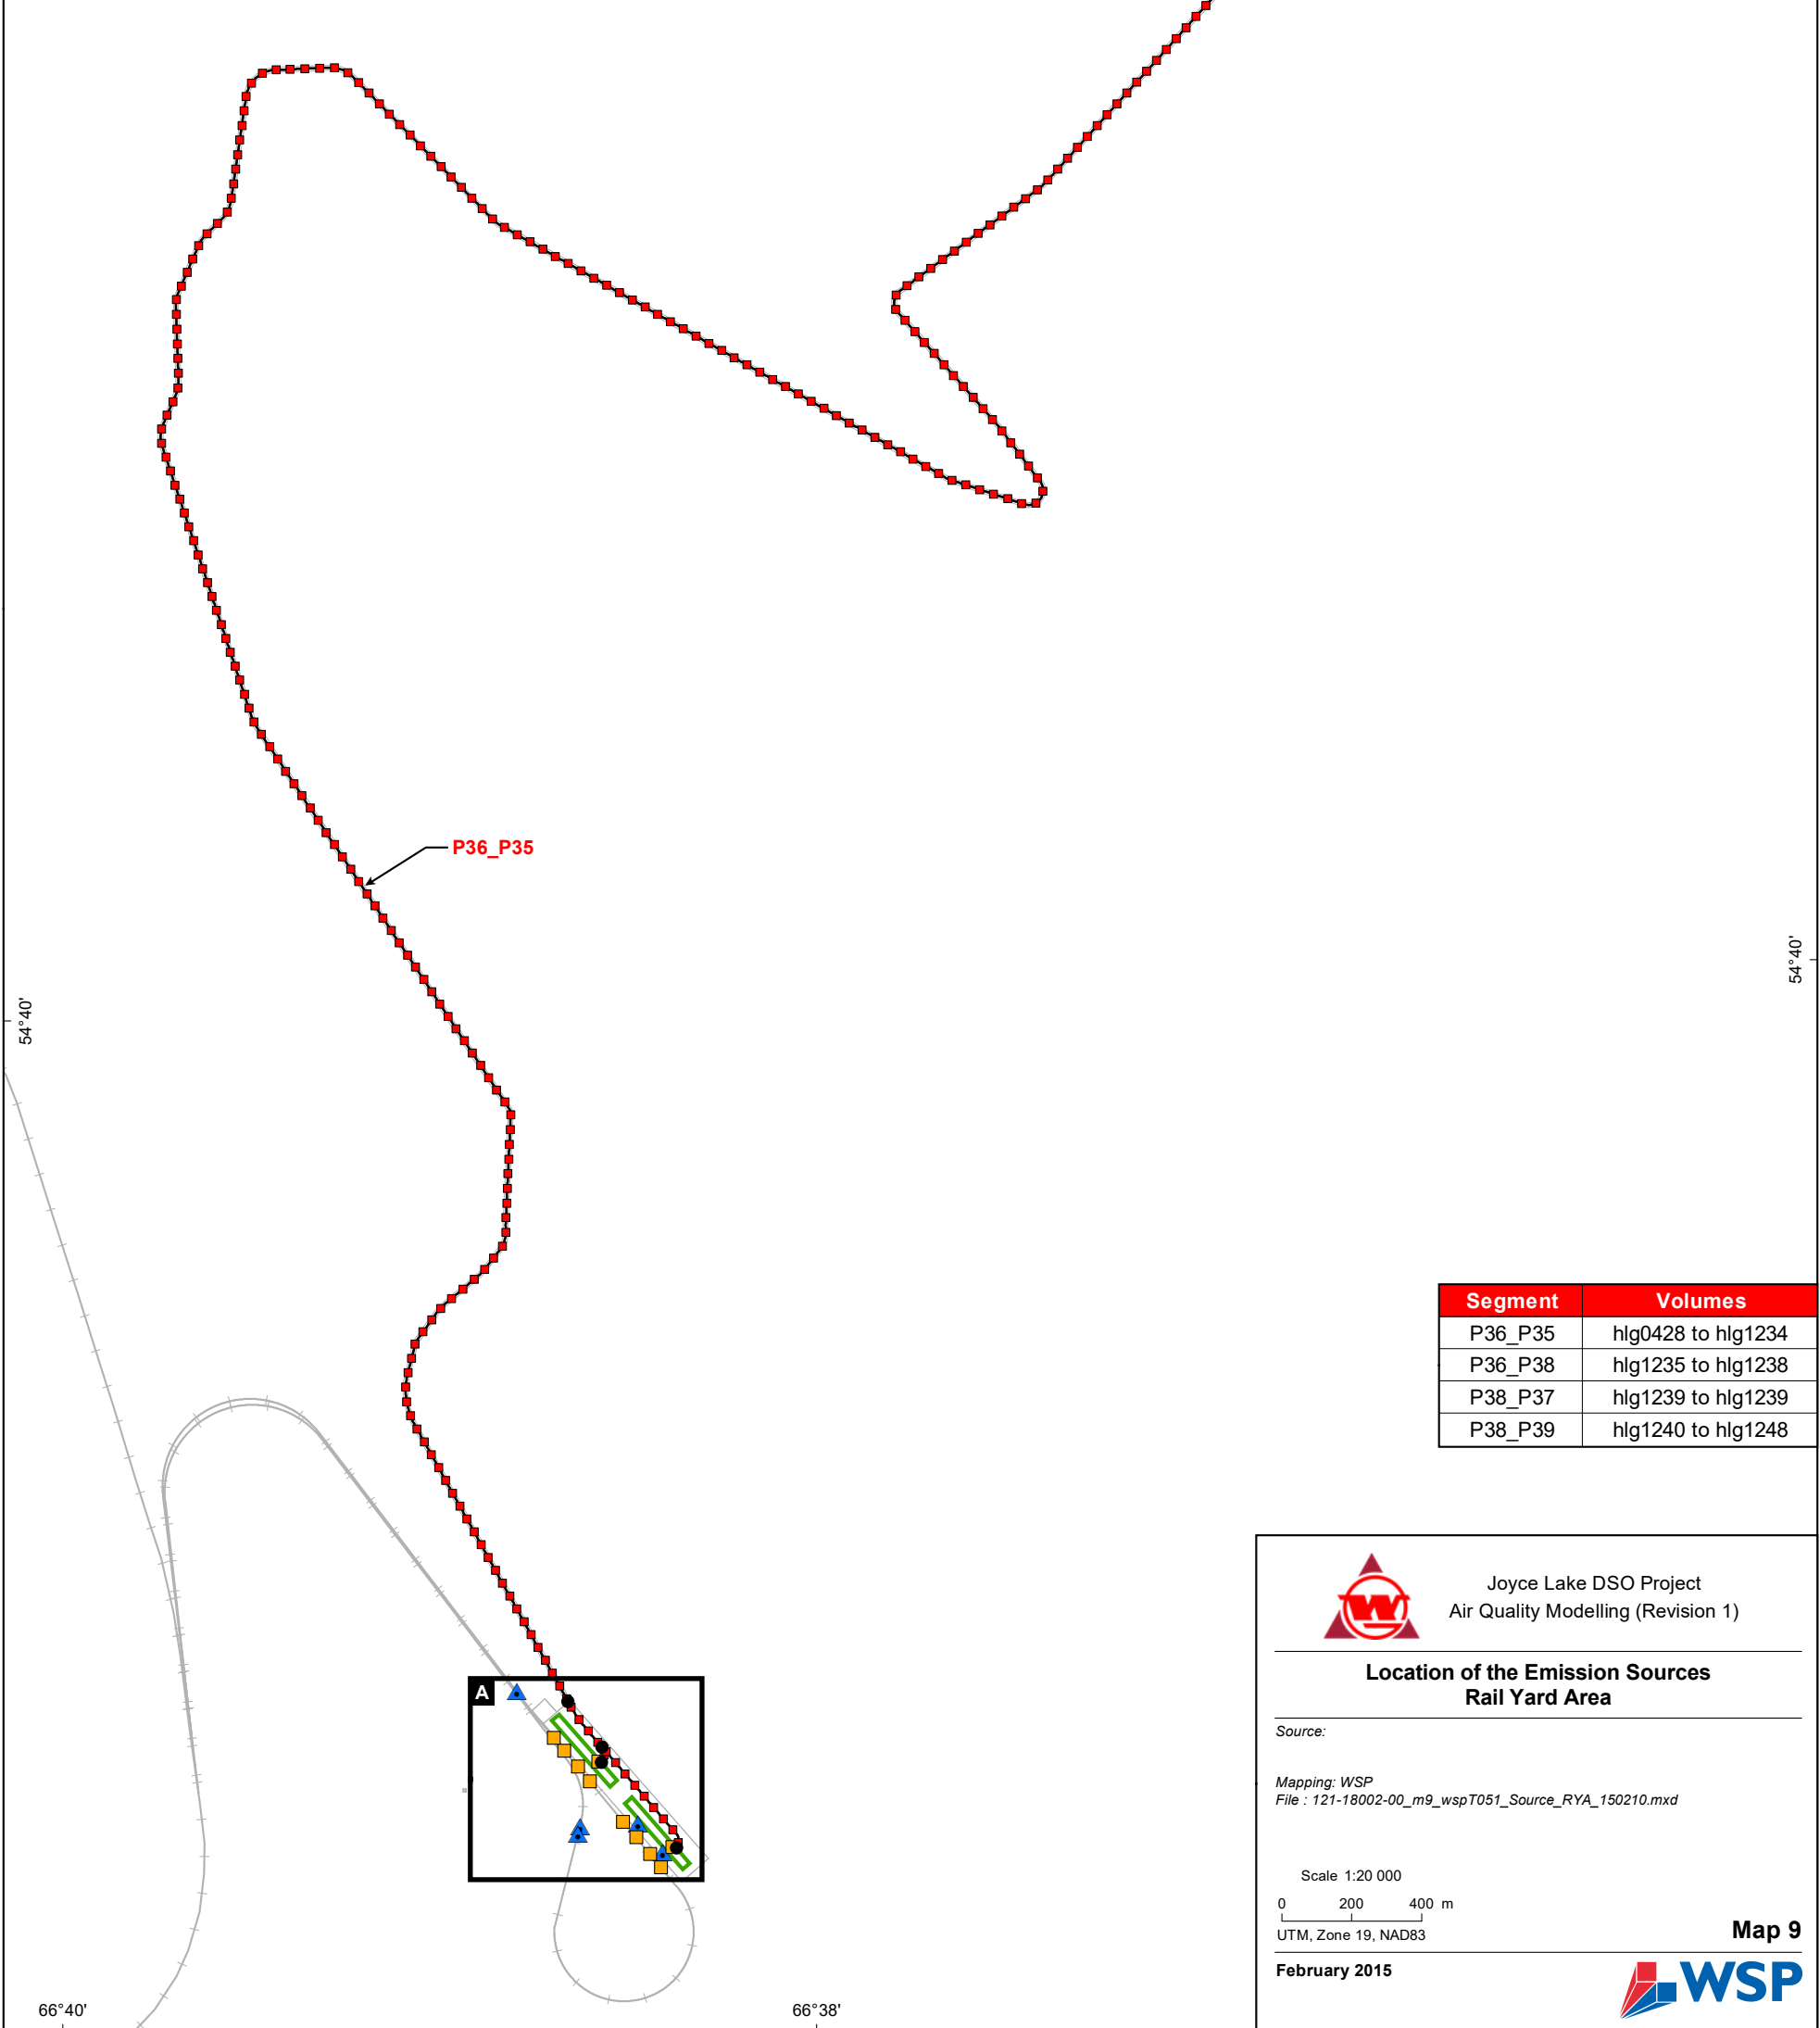 P36_P35
54°40'
54°40'
Segment Volumes
P36_P35 hlg0428 to hlg1234
P36_P38 hlg1235 to hlg1238
P38_P37 hlg1239 to hlg1239
P38_P39 hlg1240 to hlg1248
A
Joyce Lake DSO Project
Air Quality Modelling (Revision 1)
Location of the Emission Sources
Rail Yard Area
Source:
Mapping: WSP
File : 121-18002-00_m9_wspT051_Source_RYA_150210.mxd
Scale 1:20 000
0 200 400 m
UTM, Zone 19, NAD83
Map 9
February 2015
WSP
66°40'
66°38'